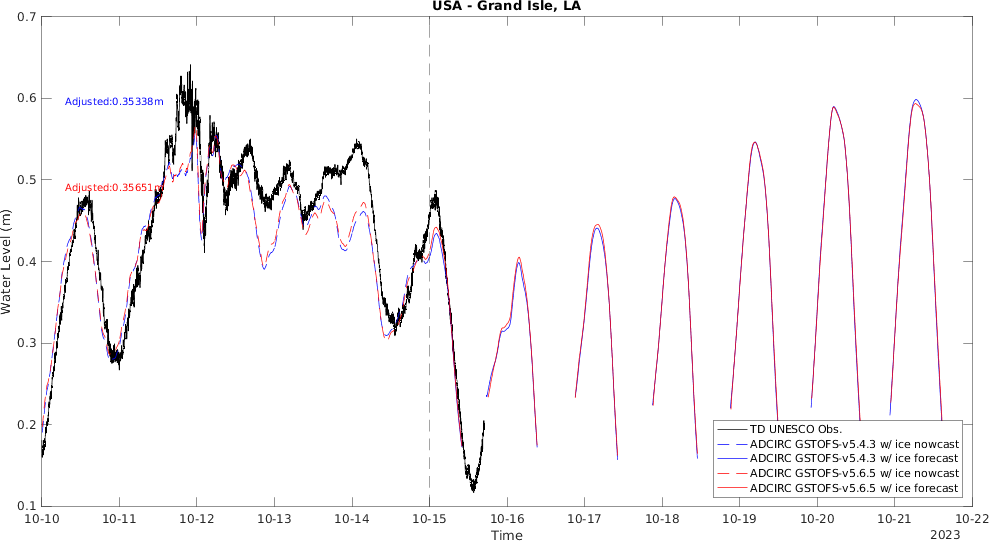 USA - Grand Isle, LA
0.7
0.6
0.5
0.4
0.3
0.2
0.1
Water Level (m)
Adjusted:0.35338m
Adjusted:0.35651m
TD UNESCO Obs.
ADCIRC GSTOFS-v5.4.3 w/ ice nowcast
ADCIRC GSTOFS-v5.4.3 w/ ice forecast
ADCIRC GSTOFS-v5.6.5 w/ ice nowcast
ADCIRC GSTOFS-v5.6.5 w/ ice forecast
10-10 10-11 10-12 10-13 10-14 10-15 10-16 10-17 10-18 10-19 10-20 10-21 10-22
Time
2023